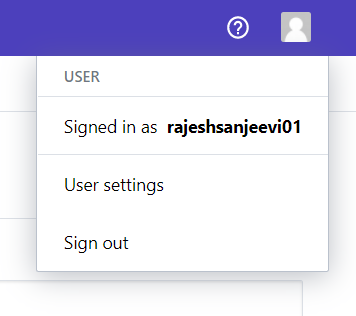 USER
Signed in as rajeshsanjeevi01
User settings
Sign out